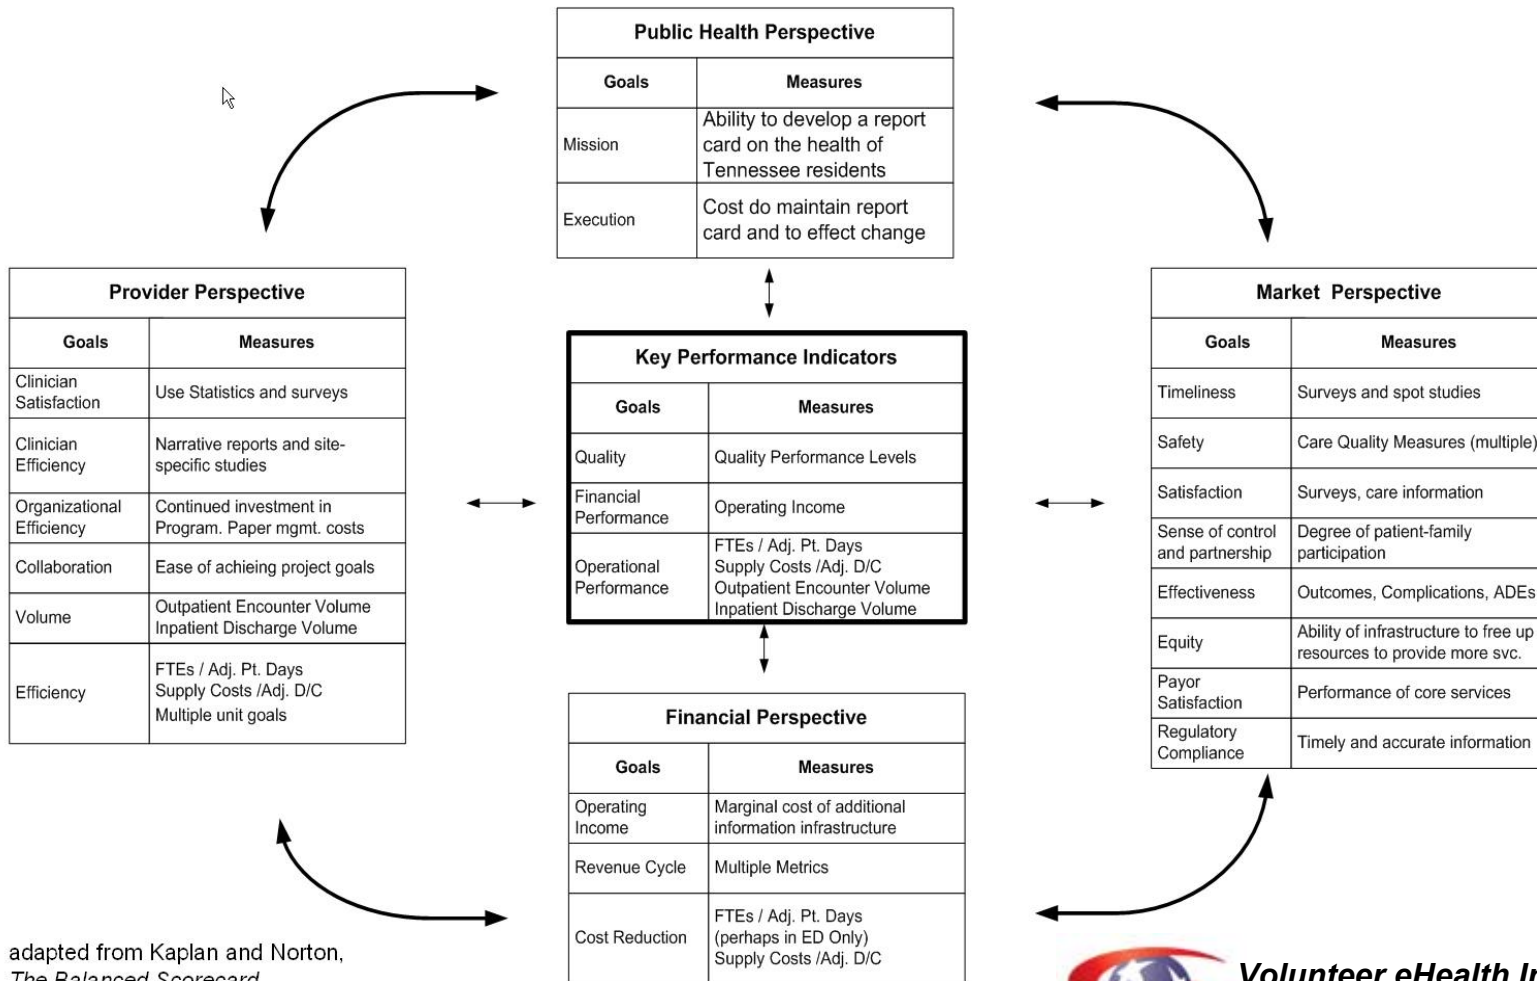 Public Health Perspective
Goals Measures
Mission
Ability to develop a report
card on the health of
Tennessee residents
Execution
Cost do maintain report
card and to effect change
Provider Perspective
Goals Measures
Clinician
Satisfaction
Use Statistics and surveys
Clinician
Efficiency
Narrative reports and site-
specific studies
Organizational
Efficiency
Continued investment in
Program. Paper mgmt. costs
Collaboration
Ease of achieing project goals
Volume
Outpatient Encounter Volume
Inpatient Discharge Volume
Efficiency
FTEs / Adj. Pt. Days
Supply Costs /Adj. D/C
Multiple unit goals
Key Performance Indicators
Goals Measures
Quality
Quality Performance Levels
Financial
Performance
Operating Income
Operational
Performance
FTEs / Adj. Pt. Days
Supply Costs /Adj. D/C
Outpatient Encounter Volume
Inpatient Discharge Volume
Market Perspective
Goals Measures
Timeliness
Surveys and spot studies
Safety
Care Quality Measures (multiple)
Satisfaction
Surveys, care information
Sense of control
and partnership
Degree of patient-family
participation
Effectiveness
Outcomes, Complications, ADEs
Equity
Ability of infrastructure to free up
resources to provide more svc.
Payor
Satisfaction
Performance of core services
Regulatory
Compliance
Timely and accurate information
Financial Perspective
Goals Measures
Operating
Income
Marginal cost of additional
information infrastructure
Revenue Cycle
Multiple Metrics
Cost Reduction
FTEs / Adj. Pt. Days
(perhaps in ED Only)
Supply Costs /Adj. D/C
adapted from Kaplan and Norton,
The Balanced Scorecard
Volunteer eHealth